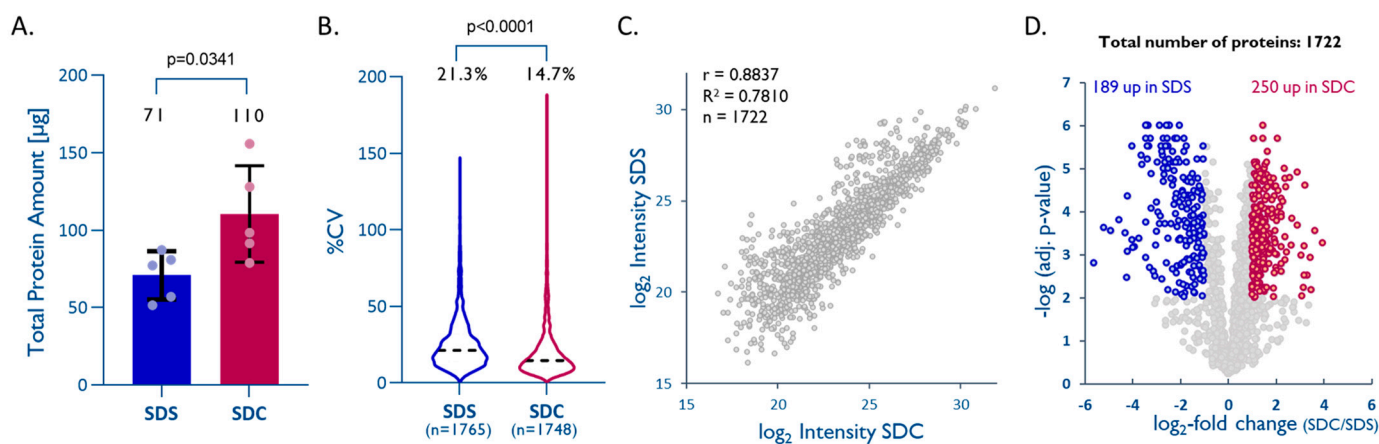 A.
p=0.0341
71
110
Total Protein Amount [µg]
200
150
100
50
0
SDS
SDC
B.
p<0.0001
21.3%
14.7%
%CV
200
150
100
50
0
SDS
(n=1765)
SDC
(n=1748)
C.
r = 0.8837
R² = 0.7810
n = 1722
log₂ Intensity SDS
31
25
20
15
15
20
25
30
log₂ Intensity SDC
D.
Total number of proteins: 1722
189 up in SDS
250 up in SDC
-log (adj. p-value)
7
6
5
4
3
2
1
0
-6
-4
-2
0
2
4
6
log₂-fold change (SDC/SDS)